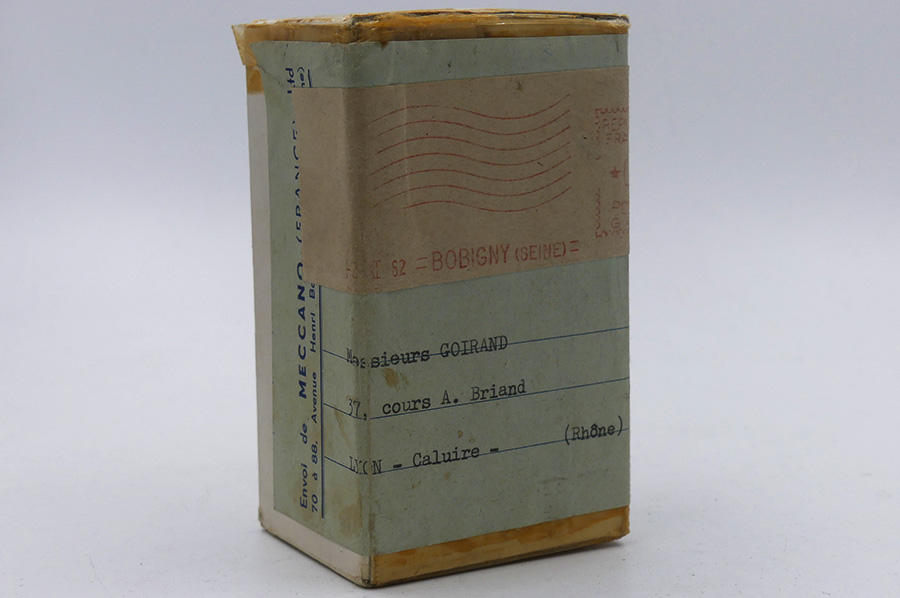 Envoi de MECCANO (FRANCE) Ltd
70 à 88, Avenue Henri
62 =BOBIGNY (SEINE)=
Messieurs GOIRAND
37, cours A. Briand
LYON - Caluire - (Rhône)